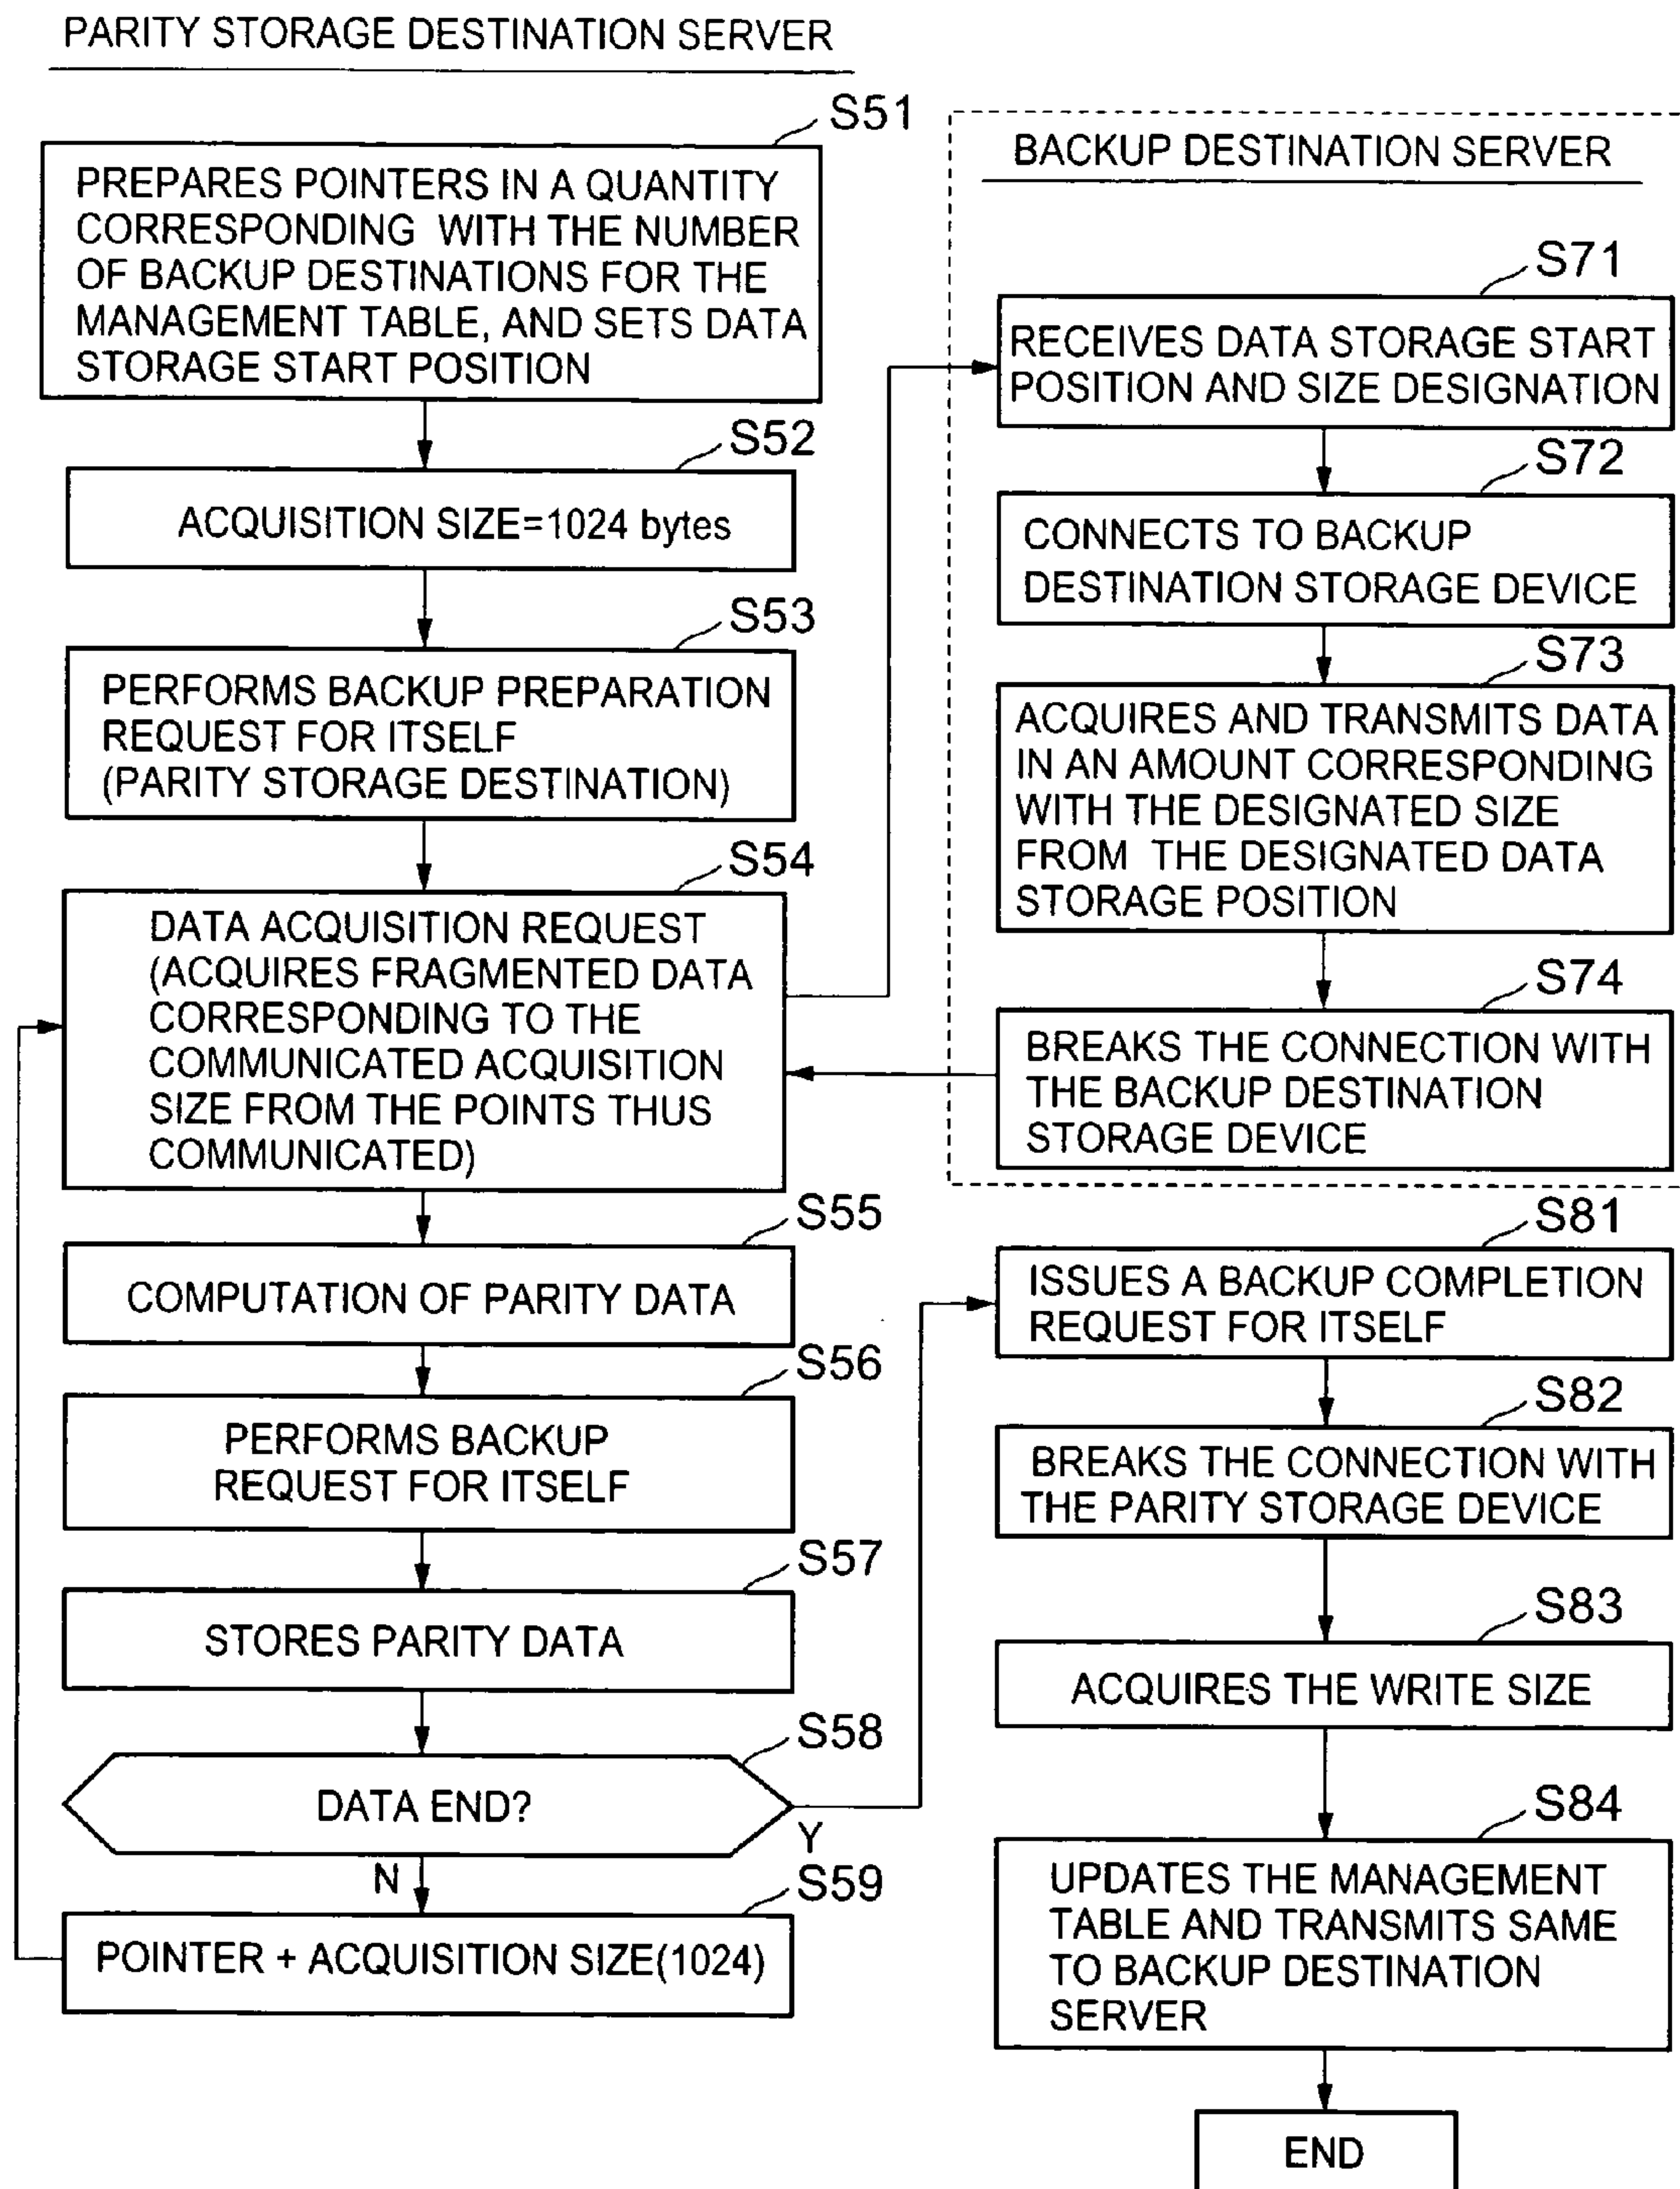 PARITY STORAGE DESTINATION SERVER
S51
PREPARES POINTERS IN A QUANTITY
CORRESPONDING WITH THE NUMBER
OF BACKUP DESTINATIONS FOR THE
MANAGEMENT TABLE, AND SETS DATA
STORAGE START POSITION
S52
ACQUISITION SIZE=1024 bytes
S53
PERFORMS BACKUP PREPARATION
REQUEST FOR ITSELF
(PARITY STORAGE DESTINATION)
S54
DATA ACQUISITION REQUEST
(ACQUIRES FRAGMENTED DATA
CORRESPONDING TO THE
COMMUNICATED ACQUISITION
SIZE FROM THE POINTS THUS
COMMUNICATED)
S55
COMPUTATION OF PARITY DATA
S56
PERFORMS BACKUP
REQUEST FOR ITSELF
S57
STORES PARITY DATA
S58
DATA END?
Y
N
S59
POINTER + ACQUISITION SIZE(1024)
BACKUP DESTINATION SERVER
S71
RECEIVES DATA STORAGE START
POSITION AND SIZE DESIGNATION
S72
CONNECTS TO BACKUP
DESTINATION STORAGE DEVICE
S73
ACQUIRES AND TRANSMITS DATA
IN AN AMOUNT CORRESPONDING
WITH THE DESIGNATED SIZE
FROM THE DESIGNATED DATA
STORAGE POSITION
S74
BREAKS THE CONNECTION WITH
THE BACKUP DESTINATION
STORAGE DEVICE
S81
ISSUES A BACKUP COMPLETION
REQUEST FOR ITSELF
S82
BREAKS THE CONNECTION WITH
THE PARITY STORAGE DEVICE
S83
ACQUIRES THE WRITE SIZE
S84
UPDATES THE MANAGEMENT
TABLE AND TRANSMITS SAME
TO BACKUP DESTINATION
SERVER
END